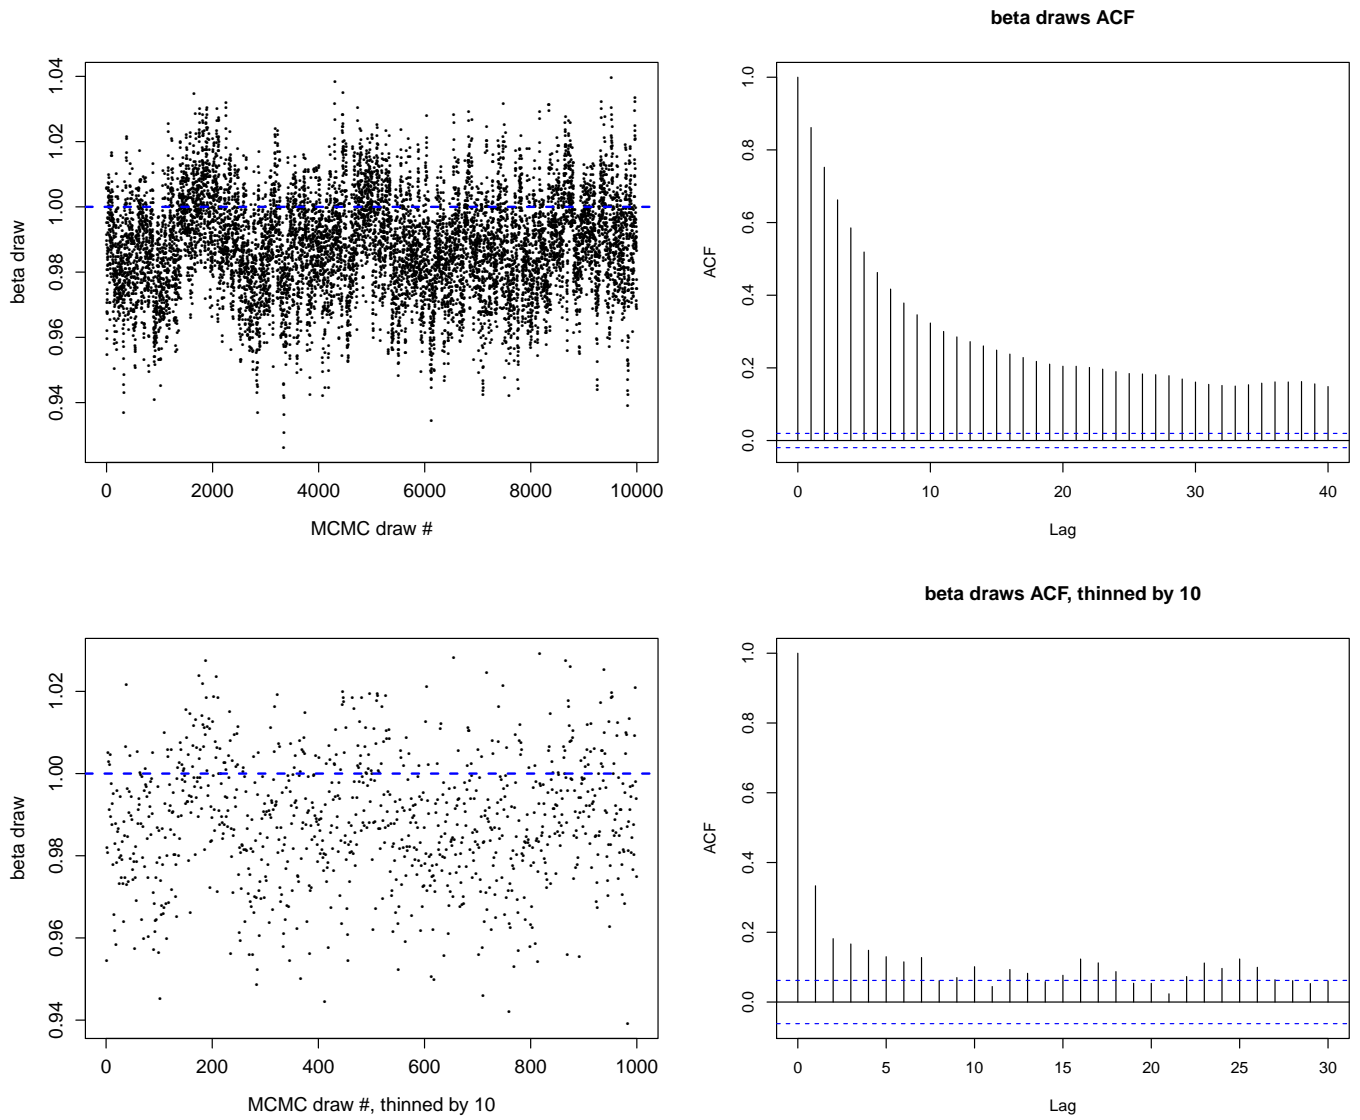 beta draws ACF
beta draw
0.94 0.96 0.98 1.00 1.02 1.04
0 2000 4000 6000 8000 10000
MCMC draw #
ACF
0.0 0.2 0.4 0.6 0.8 1.0
0 10 20 30 40
Lag
beta draws ACF, thinned by 10
beta draw
0.94 0.96 0.98 1.00 1.02
0 200 400 600 800 1000
MCMC draw #, thinned by 10
ACF
0.0 0.2 0.4 0.6 0.8 1.0
0 5 10 15 20 25 30
Lag